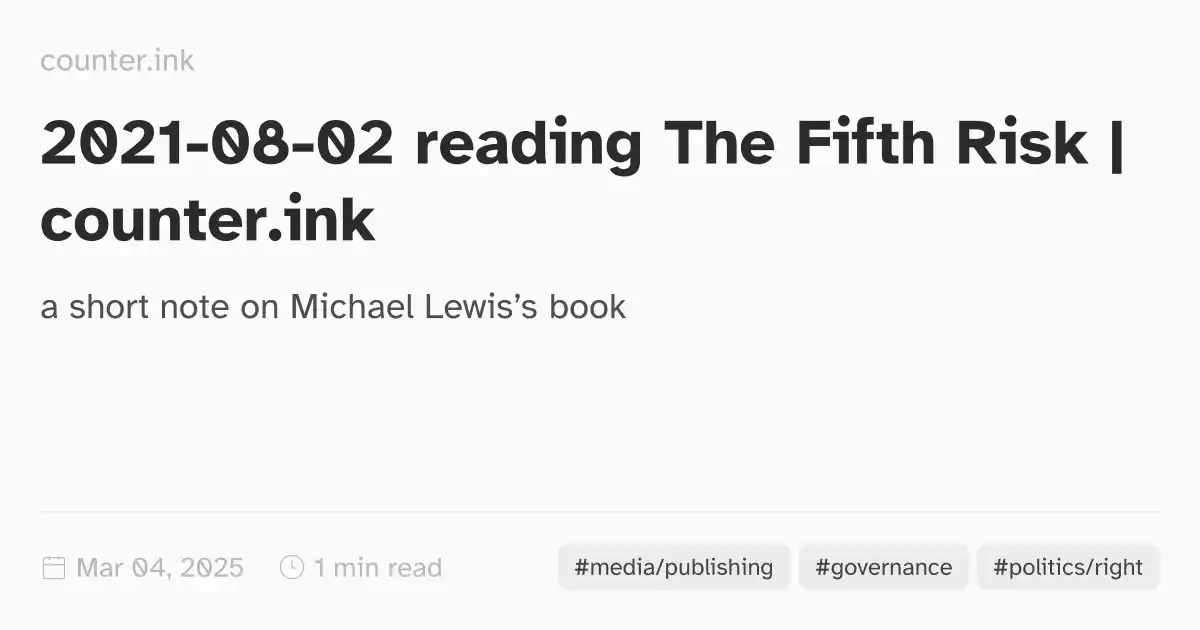 counter.ink
2021-08-02 reading The Fifth Risk |
counter.ink
a short note on Michael Lewis’s book
Mar 04, 2025 1 min read #media/publishing #governance #politics/right